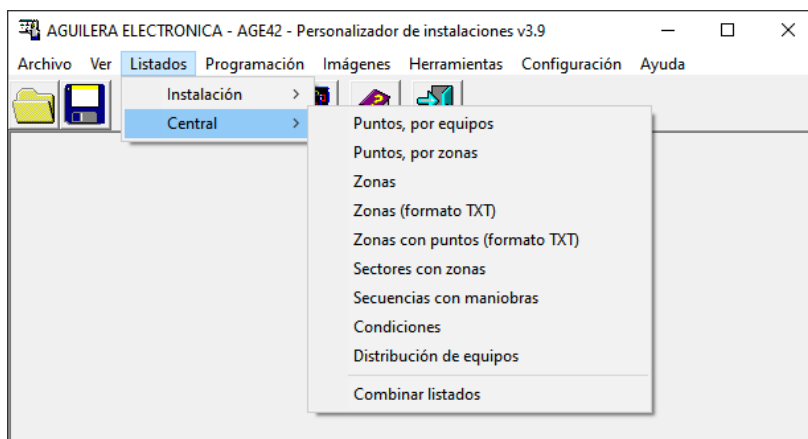 AGUILERA ELECTRONICA - AGE42 - Personalizador de instalaciones v3.9
Archivo Ver Listados Programación Imágenes Herramientas Configuración Ayuda
Instalación
Central
Puntos, por equipos
Puntos, por zonas
Zonas
Zonas (formato TXT)
Zonas con puntos (formato TXT)
Sectores con zonas
Secuencias con maniobras
Condiciones
Distribución de equipos
Combinar listados